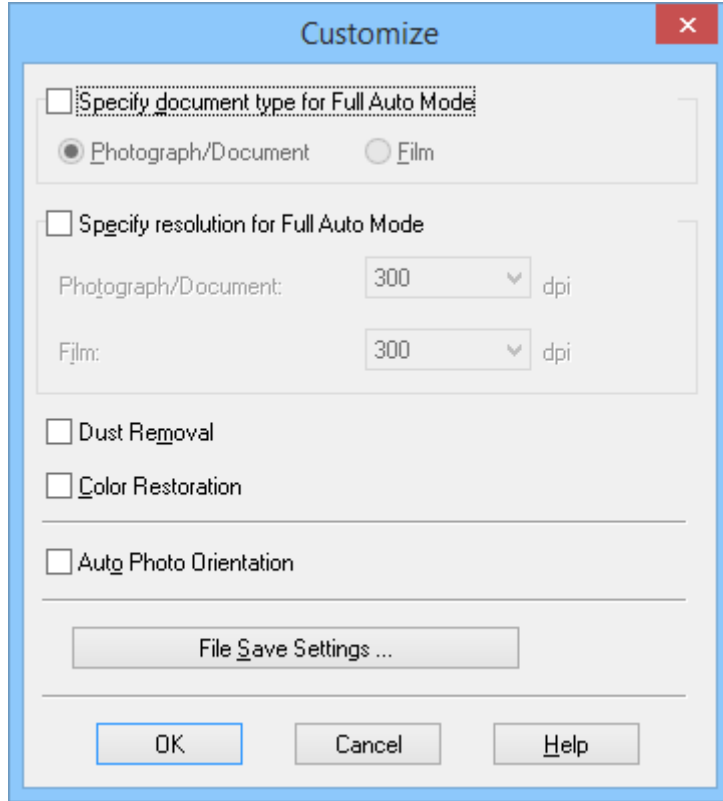 Customize
Specify document type for Full Auto Mode
Photograph/Document Film
Specify resolution for Full Auto Mode
Photograph/Document: 300 dpi
Film: 300 dpi
Dust Removal
Color Restoration
Auto Photo Orientation
File Save Settings ...
OK Cancel Help